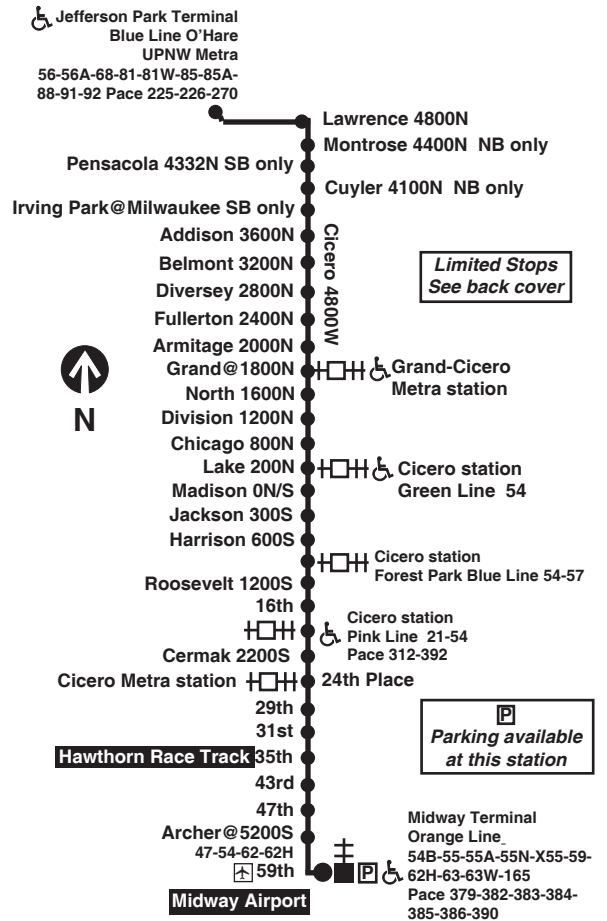 Jefferson Park Terminal
Blue Line O'Hare
UPNW Metra
56-56A-68-81-81W-85-85A-
88-91-92 Pace 225-226-270
Lawrence 4800N
Montrose 4400N NB only
Pensacola 4332N SB only
Cuyler 4100N NB only
Irving Park@Milwaukee SB only
Cicero 4800W
Addison 3600N
Belmont 3200N
Diversey 2800N
Fullerton 2400N
Armitage 2000N
Limited Stops
See back cover
Grand@1800N
Grand-Cicero
Metra station
N
North 1600N
Division 1200N
Chicago 800N
Lake 200N
Cicero station
Green Line 54
Madison 0N/S
Jackson 300S
Harrison 600S
Cicero station
Forest Park Blue Line 54-57
Roosevelt 1200S
16th
Cicero station
Pink Line 21-54
Pace 312-392
Cermak 2200S
Cicero Metra station
24th Place
29th
31st
P
Parking available
at this station
Hawthorn Race Track 35th
43rd
47th
Archer@5200S
47-54-62-62H
59th
Midway Airport
P
Midway Terminal
Orange Line
54B-55-55A-55N-X55-59-
62H-63-63W-165
Pace 379-382-383-384-
385-386-390